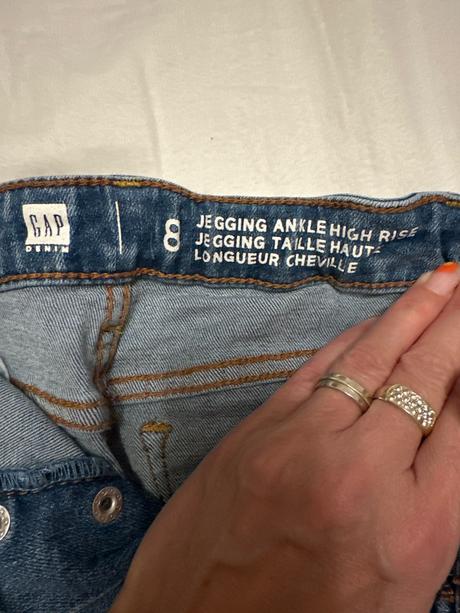 GAP
DENIM
8
JEGGING ANKLE HIGH RISE
JEGGING TAILLE HAUTE
LONGUEUR CHEVILLE